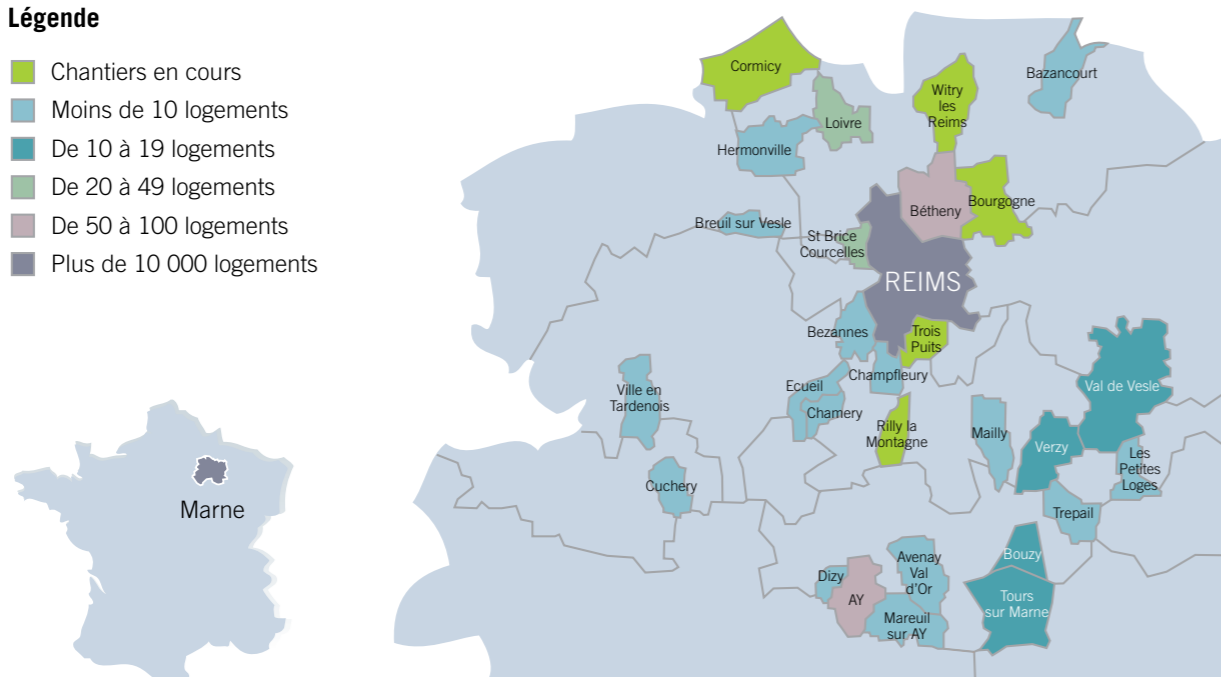 Légende
Chantiers en cours
Moins de 10 logements
De 10 à 19 logements
De 20 à 49 logements
De 50 à 100 logements
Plus de 10 000 logements
Marne
Cormicy
Loivre
Hermonville
Witry
les
Reims
Bazancourt
Breuil sur Vesle
St Brice
Courcelles
Bétheny
Bourgogne
REIMS
Bezannes
Trois
Puits
Champfleury
Ville en
Tardenois
Ecueil
Chamery
Rilly la
Montagne
Mailly
Val de Vesle
Verzy
Les
Petites
Loges
Cuchery
Trepail
Bouzy
Dizy
AY
Avenay
Val
d'Or
Mareuil
sur AY
Tours
sur Marne